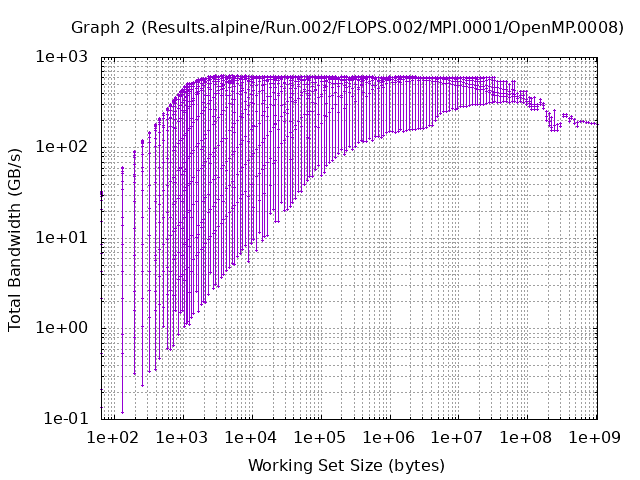 Graph 2 (Results.alpine/Run.002/FLOPS.002/MPI.0001/OpenMP.0008)
1e+03
1e+02
1e+01
1e+00
1e-01
Total Bandwidth (GB/s)
1e+02 1e+03 1e+04 1e+05 1e+06 1e+07 1e+08 1e+09
Working Set Size (bytes)